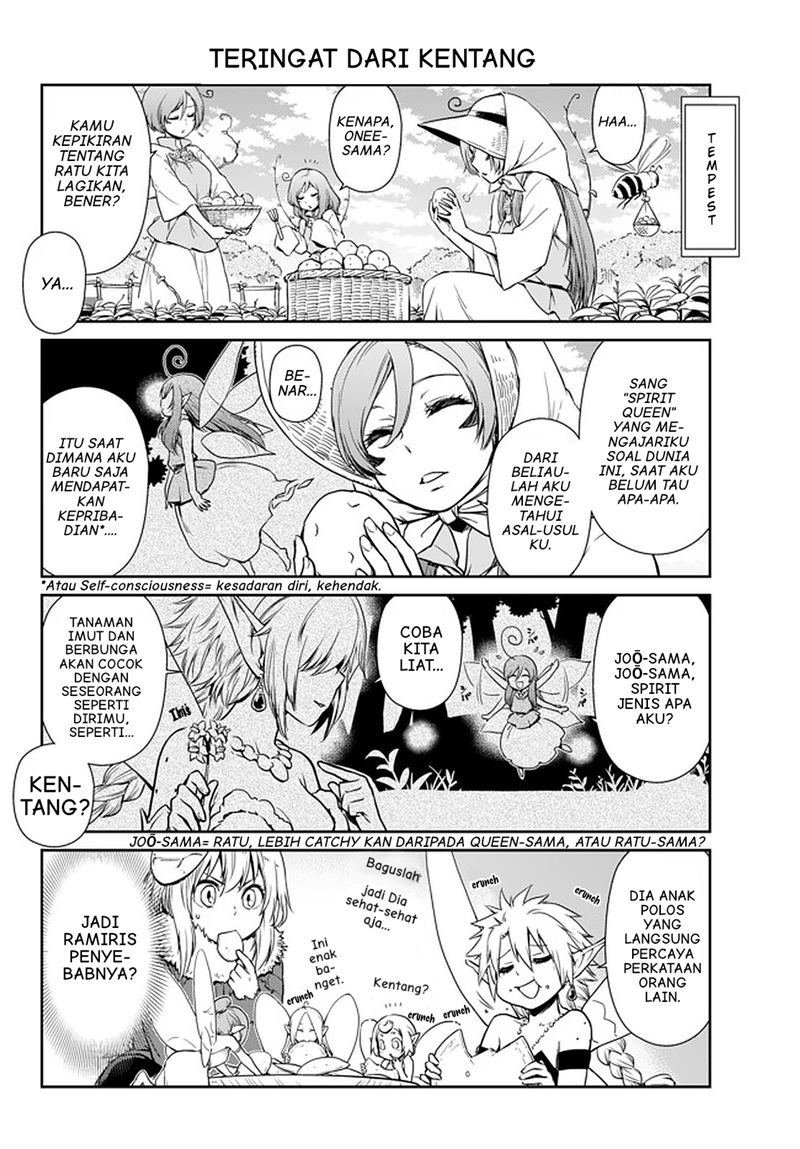 TERINGAT DARI KENTANG
TEMPEST
HAA...
KENAPA,
ONEE-
SAMA?
KAMU
KEPIKIRAN
TENTANG
RATU KITA
LAGIKAN,
BENER?
YA...
SANG
"SPIRIT
QUEEN"
YANG ME-
NGAJARIKU
SOAL DUNIA
INI, SAAT AKU
BELUM TAU
APA-APA.
DARI
BELIAU-
LAH AKU
MENGE-
TAHUI
ASAL-USUL
KU.
BE-
NAR...
ITU SAAT
DIMANA AKU
BARU SAJA
MENDAPAT-
KAN
KEPRIBA-
DIAN*....
*Atau Self-consciousness= kesadaran diri, kehendak.
JOŌ-SAMA,
JOŌ-SAMA,
SPIRIT
JENIS APA
AKU?
COBA
KITA
LIAT...
TANAMAN
IMUT DAN
BERBUNGA
AKAN COCOK
DENGAN
SESEORANG
SEPERTI
DIRIMU,
SEPERTI...
This
KEN-
TANG?
JOŌ-SAMA= RATU, LEBIH CATCHY KAN DARIPADA QUEEN-SAMA, ATAU RATU-SAMA?
DIA ANAK
POLOS
YANG
LANGSUNG
PERCAYA
PERKATAAN
ORANG
LAIN.
crunch
crunch
Baguslah
jadi Dia
sehat-sehat
aja...
Kentang?
crunch
crunch
Ini
enak
ba-
nget.
crunch
JADI
RAMIRIS
PENYE-
BABNYA?